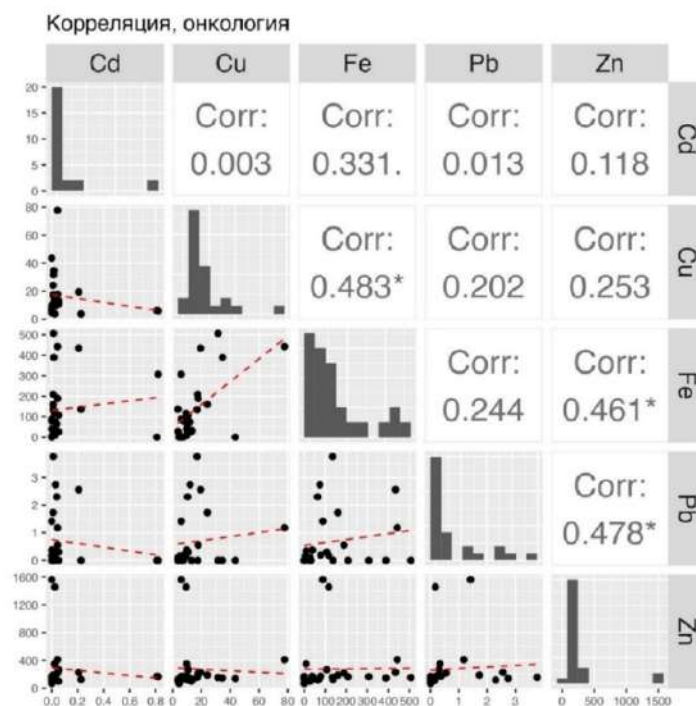 Корреляция, онкология
Cd Cu Fe Pb Zn
20
15
10
5
0
Corr: Corr: Corr: Corr:
0.003 0.331. 0.013 0.118
Cd
80
60
40
20
0
Corr: Corr: Corr:
0.483* 0.202 0.253
Cu
500
400
300
200
100
0
Corr: Corr:
0.244 0.461*
Fe
3
2
1
0
Corr:
0.478*
Pb
1600
1200
800
400
0
Zn
0.0 0.2 0.4 0.6 0.8 0 20 40 60 80 0 100 200 300 400 500 0 1 2 3 0 500 1000 1500